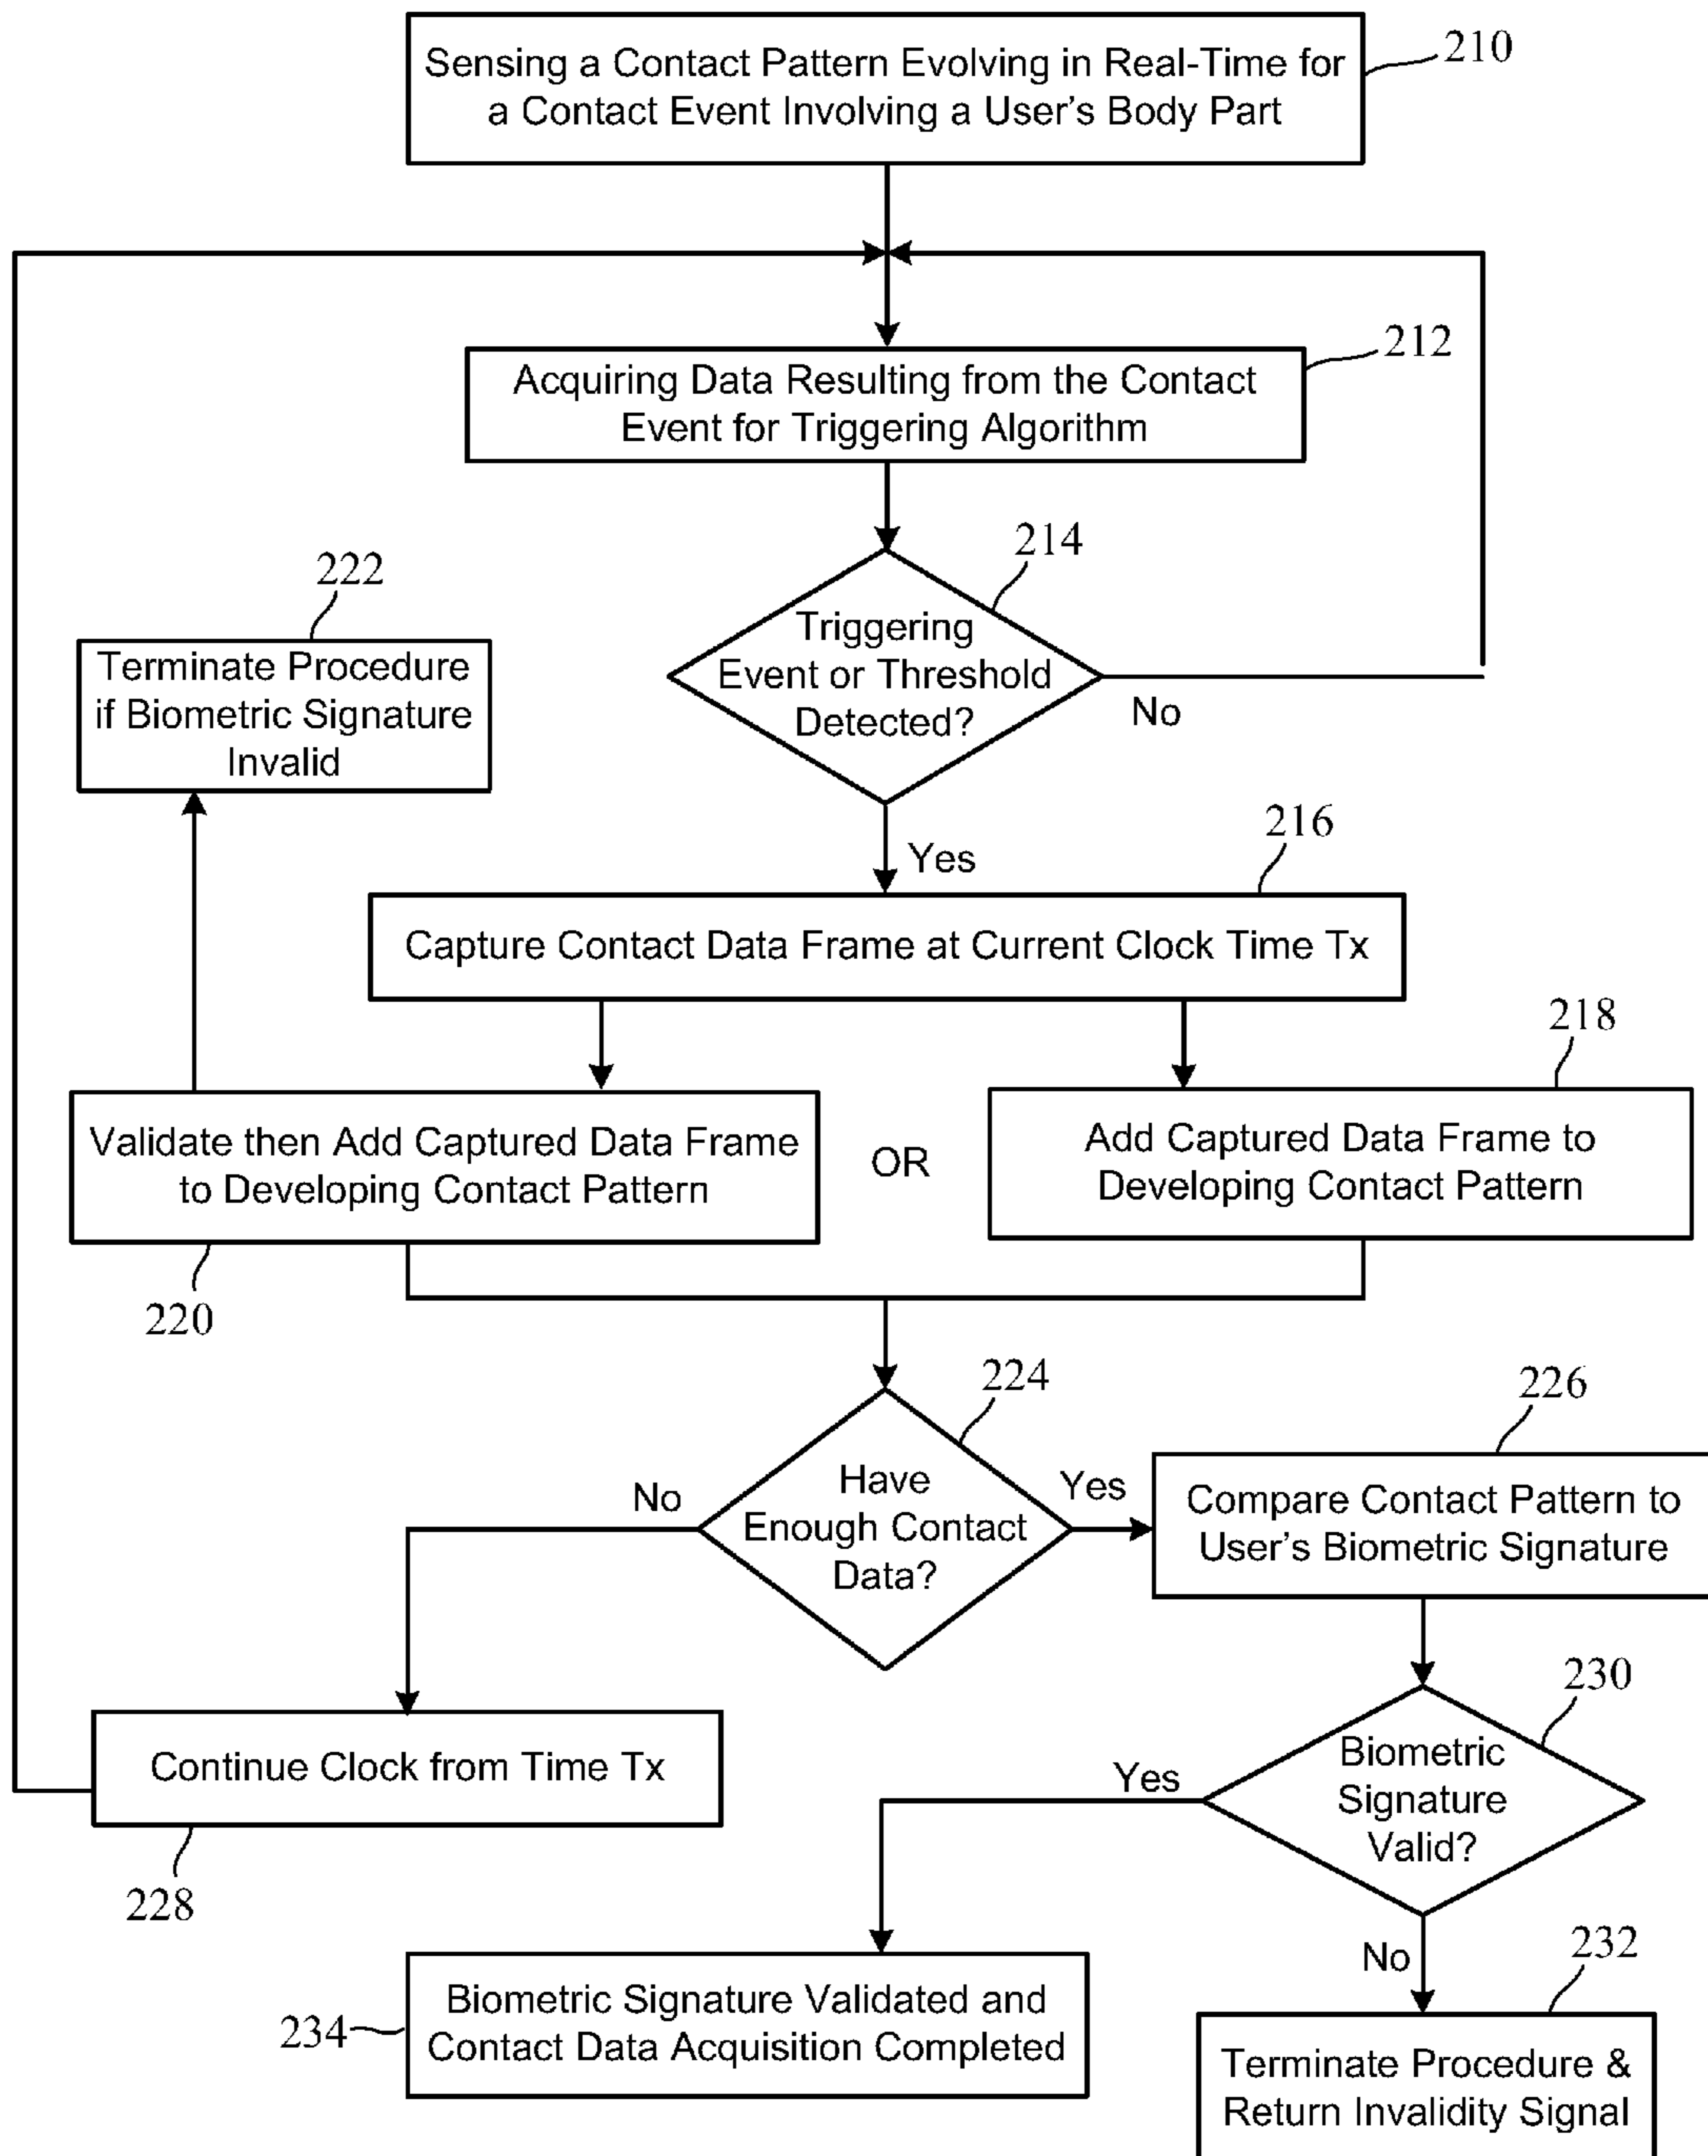 Sensing a Contact Pattern Evolving in Real-Time for
a Contact Event Involving a User's Body Part
210
Acquiring Data Resulting from the Contact
Event for Triggering Algorithm
212
214
Triggering
Event or Threshold
Detected?
No
222
Terminate Procedure
if Biometric Signature
Invalid
Yes
216
Capture Contact Data Frame at Current Clock Time Tx
218
Validate then Add Captured Data Frame
to Developing Contact Pattern
OR
Add Captured Data Frame to
Developing Contact Pattern
220
224
Have
Enough Contact
Data?
No
Yes
226
Compare Contact Pattern to
User's Biometric Signature
230
Continue Clock from Time Tx
228
Biometric
Signature
Valid?
Yes
No
232
234
Biometric Signature Validated and
Contact Data Acquisition Completed
Terminate Procedure &
Return Invalidity Signal